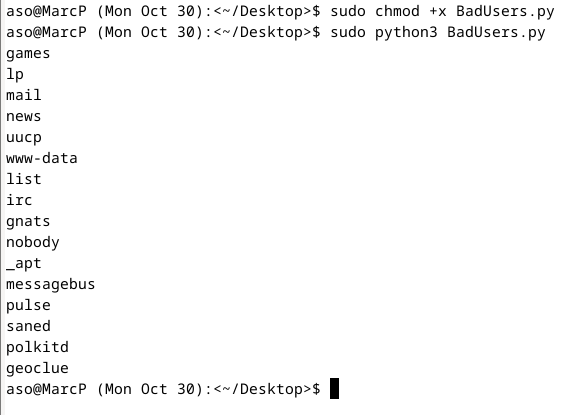 aso@MarcP (Mon Oct 30):<~/Desktop>$ sudo chmod +x BadUsers.py
aso@MarcP (Mon Oct 30):<~/Desktop>$ sudo python3 BadUsers.py
games
lp
mail
news
uucp
www-data
list
irc
gnats
nobody
_apt
messagebus
pulse
saned
polkitd
geoclue
aso@MarcP (Mon Oct 30):<~/Desktop>$